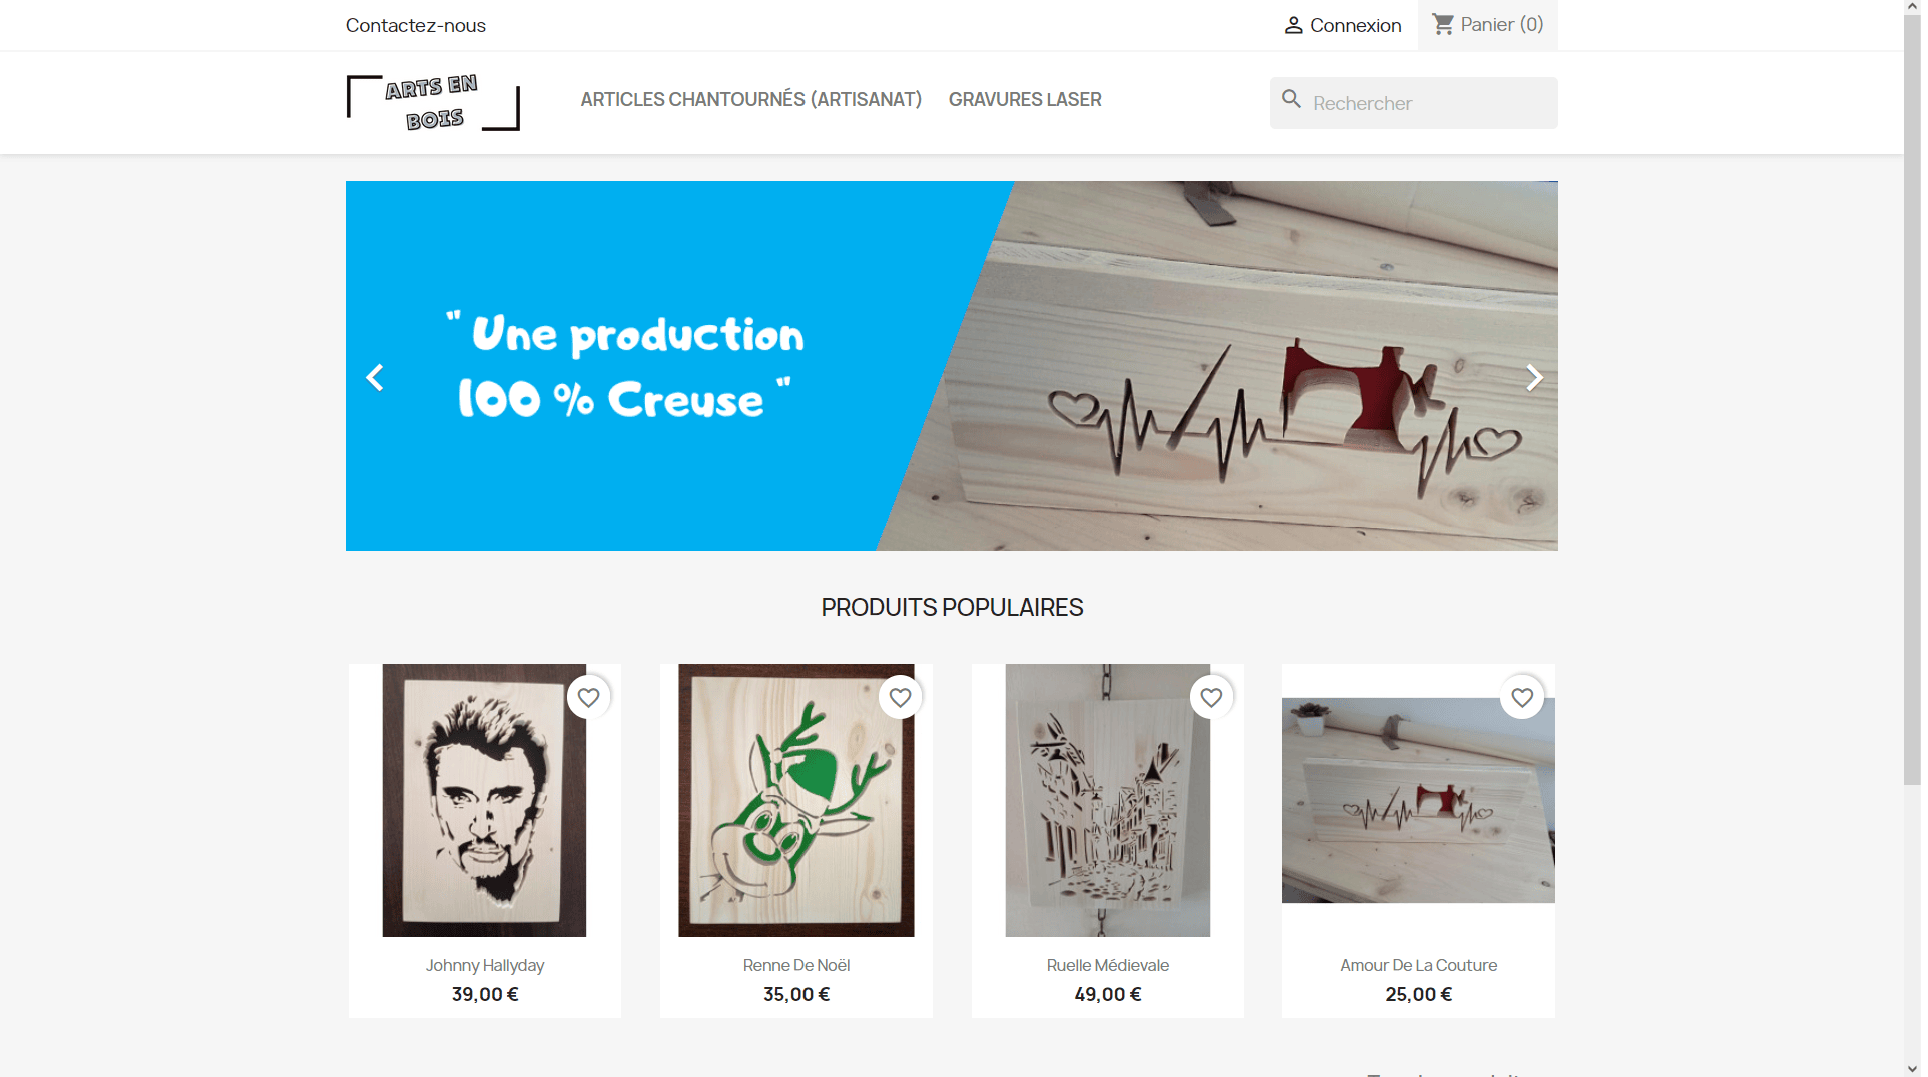 Contactez-nous
Connexion
Panier (0)
ARTS EN
BOIS
ARTICLES CHANTOURNÉS (ARTISANAT)
GRAVURES LASER
Rechercher
" Une production
100 % Creuse "
PRODUITS POPULAIRES
Johnny Hallyday
39,00 €
Renne De Noël
35,00 €
Ruelle Médievale
49,00 €
Amour De La Couture
25,00 €